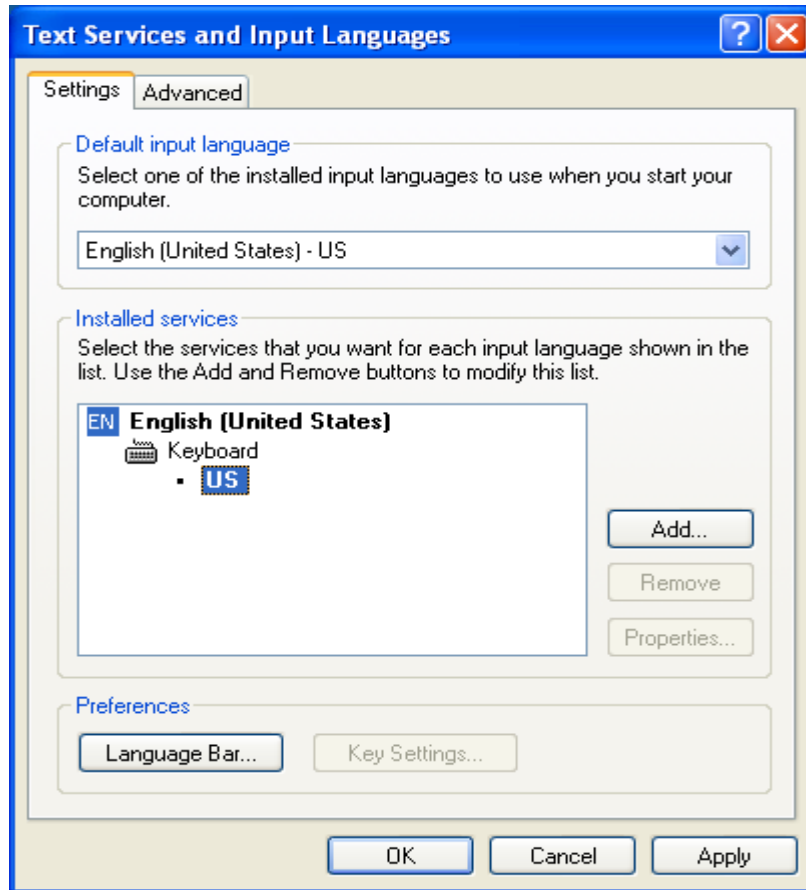 Text Services and Input Languages
Settings
Advanced
Default input language
Select one of the installed input languages to use when you start your
computer.
English (United States) - US
Installed services
Select the services that you want for each input language shown in the
list. Use the Add and Remove buttons to modify this list.
EN English (United States)
Keyboard
US
Add...
Remove
Properties...
Preferences
Language Bar...
Key Settings...
OK
Cancel
Apply